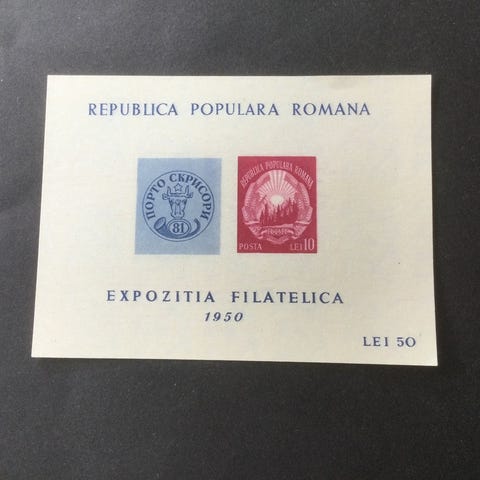 REPUBLICA POPULARA ROMANA
ПОРТО СКРИСОРИ
81
REPUBLICA POPULARA ROMANA
POSTA LEI 10
EXPOZITIA FILATELICA
1950
LEI 50